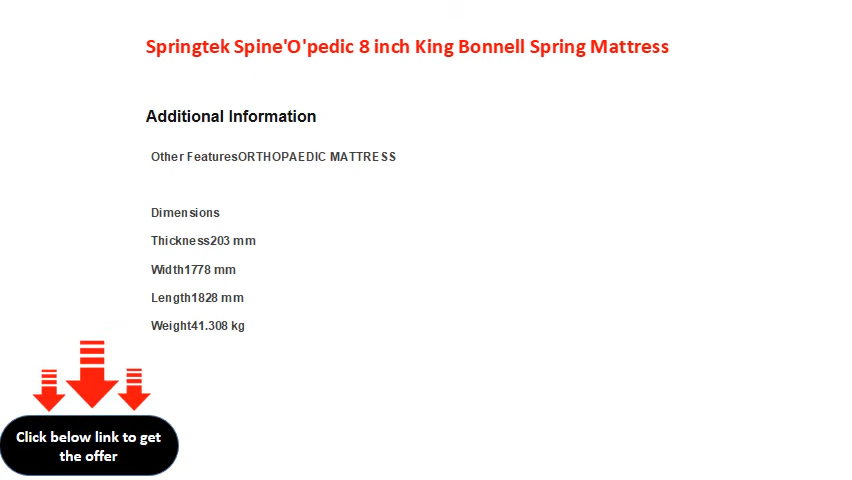 Springtek Spine'O'pedic 8 inch King Bonnell Spring Mattress
Additional Information
Other FeaturesORTHOPAEDIC MATTRESS
Dimensions
Thickness203 mm
Width1778 mm
Length1828 mm
Weight41.308 kg
Click below link to get
the offer